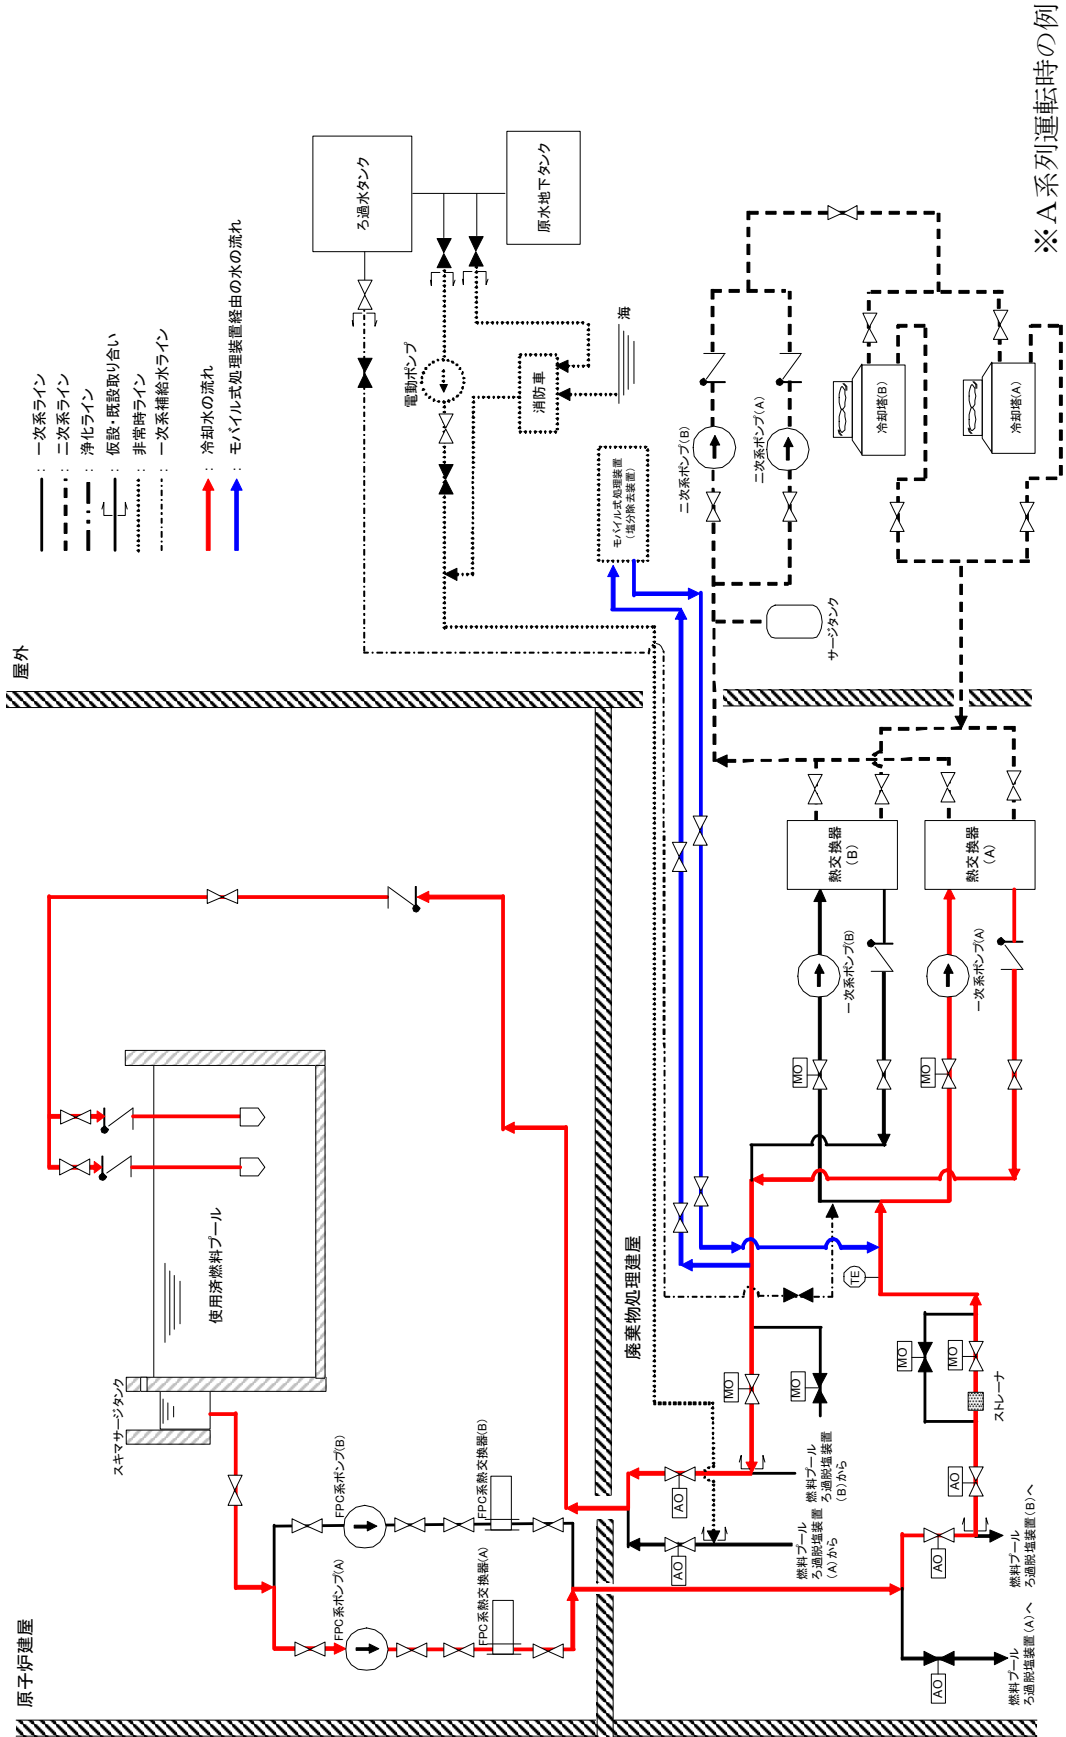 原子炉建屋
屋外
廃棄物処理建屋
： 一次系ライン
： 二次系ライン
： 浄化ライン
： 仮設・既設取り合い
： 非常時ライン
： 一次系補給水ライン
： 冷却水の流れ
： モバイル式処理装置経由の水の流れ
ろ過水タンク
原水地下タンク
電動ポンプ
消防車
海
モバイル式処理装置
（塩分除去装置）
二次系ポンプ(B)
二次系ポンプ(A)
サージタンク
冷却塔(B)
冷却塔(A)
スキマサージタンク
使用済燃料プール
FPC系ポンプ(B)
FPC系ポンプ(A)
FPC系熱交換器(B)
FPC系熱交換器(A)
熱交換器
(B)
熱交換器
(A)
一次系ポンプ(B)
一次系ポンプ(A)
MO
MO
TE
MO
MO
MO
MO
ストレーナ
AO
AO
AO
AO
AO
燃料プール
ろ過脱塩装置
(B)から
燃料プール
ろ過脱塩装置
(A)から
燃料プール
ろ過脱塩装置(B)へ
燃料プール
ろ過脱塩装置(A)へ
※A系列運転時の例